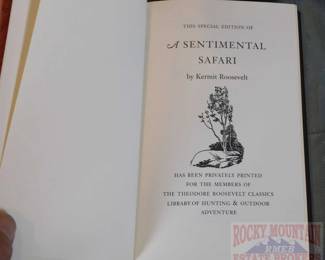 THIS SPECIAL EDITION OF
A SENTIMENTAL
SAFARI
by Kermit Roosevelt
HAS BEEN PRIVATELY PRINTED
FOR THE MEMBERS OF
THE THEODORE ROOSEVELT CLASSICS
LIBRARY OF HUNTING & OUTDOOR
ADVENTURE
ROCKY MOUNTAIN
RMEB
ESTATE BROKERS